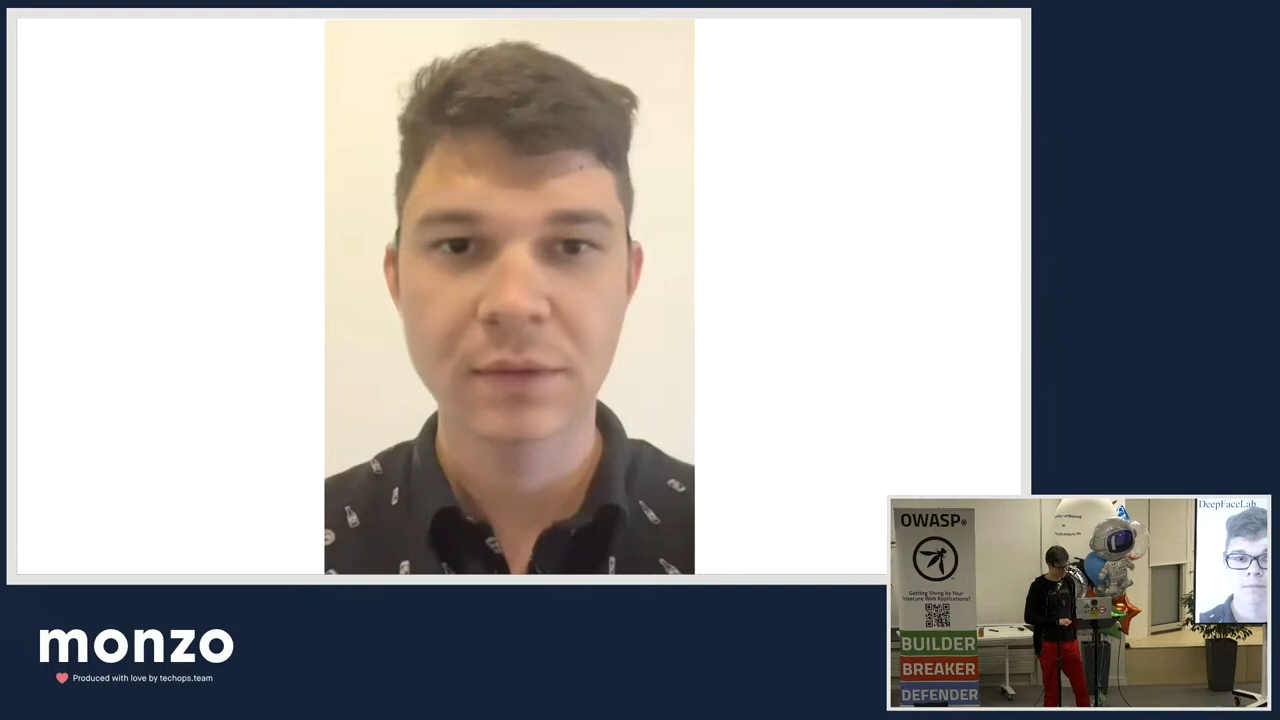 monzo
Produced with love by techops.team
OWASP®
Getting Stung by Your
Insecure Web Applications?
BUILDER
BREAKER
DEFENDER
DeepFaceLab